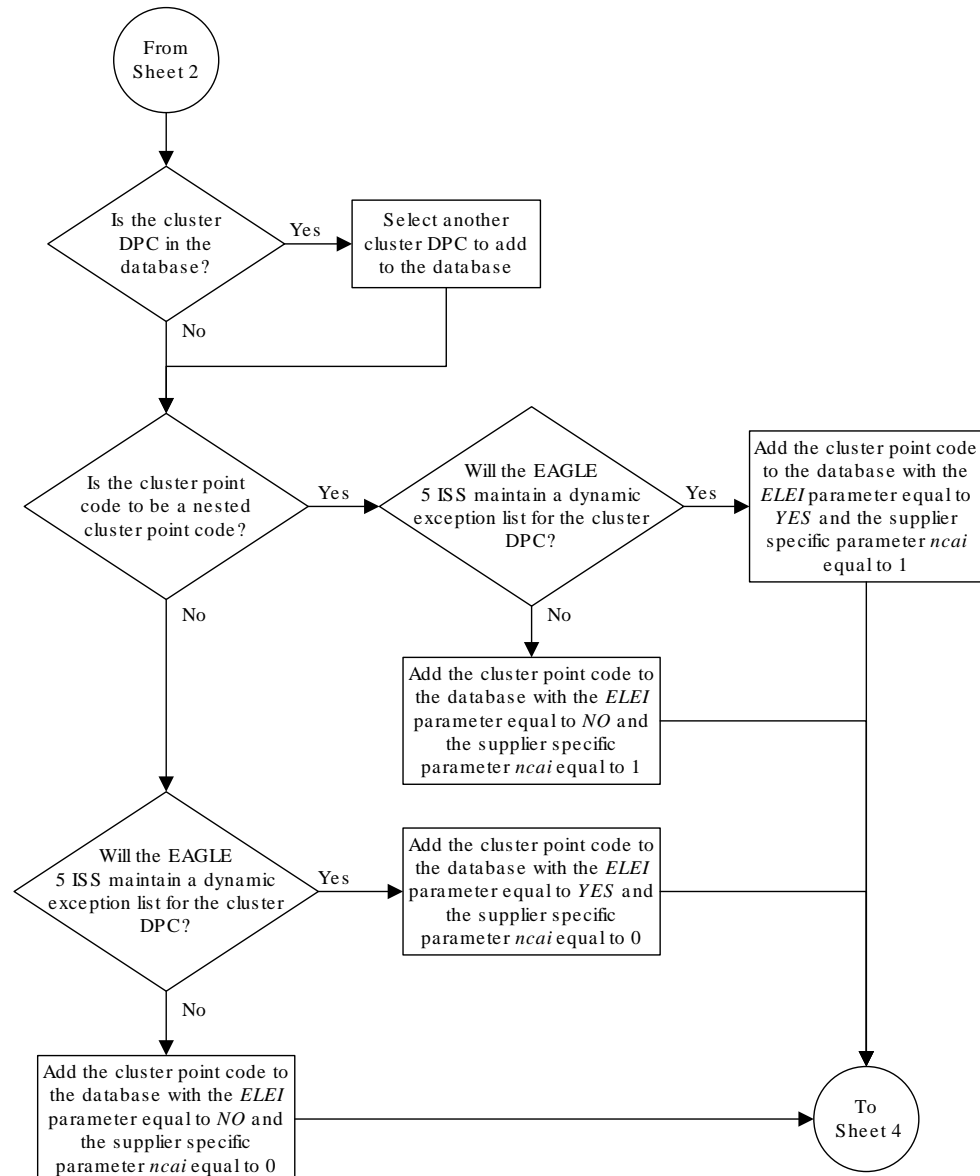 From
Sheet 2
Is the cluster
DPC in the
database?
Yes
Select another
cluster DPC to add
to the database
No
Is the cluster point
code to be a nested
cluster point code?
Yes
Will the EAGLE
5 ISS maintain a dynamic
exception list for the cluster
DPC?
Yes
Add the cluster point code
to the database with the
ELEI parameter equal to
YES and the supplier
specific parameter ncai
equal to 1
No
No
Add the cluster point code to
the database with the ELEI
parameter equal to NO and
the supplier specific
parameter ncai equal to 1
Will the EAGLE
5 ISS maintain a dynamic
exception list for the cluster
DPC?
Yes
Add the cluster point code to
the database with the ELEI
parameter equal to YES and
the supplier specific
parameter ncai equal to 0
No
Add the cluster point code to
the database with the ELEI
parameter equal to NO and
the supplier specific
parameter ncai equal to 0
To
Sheet 4